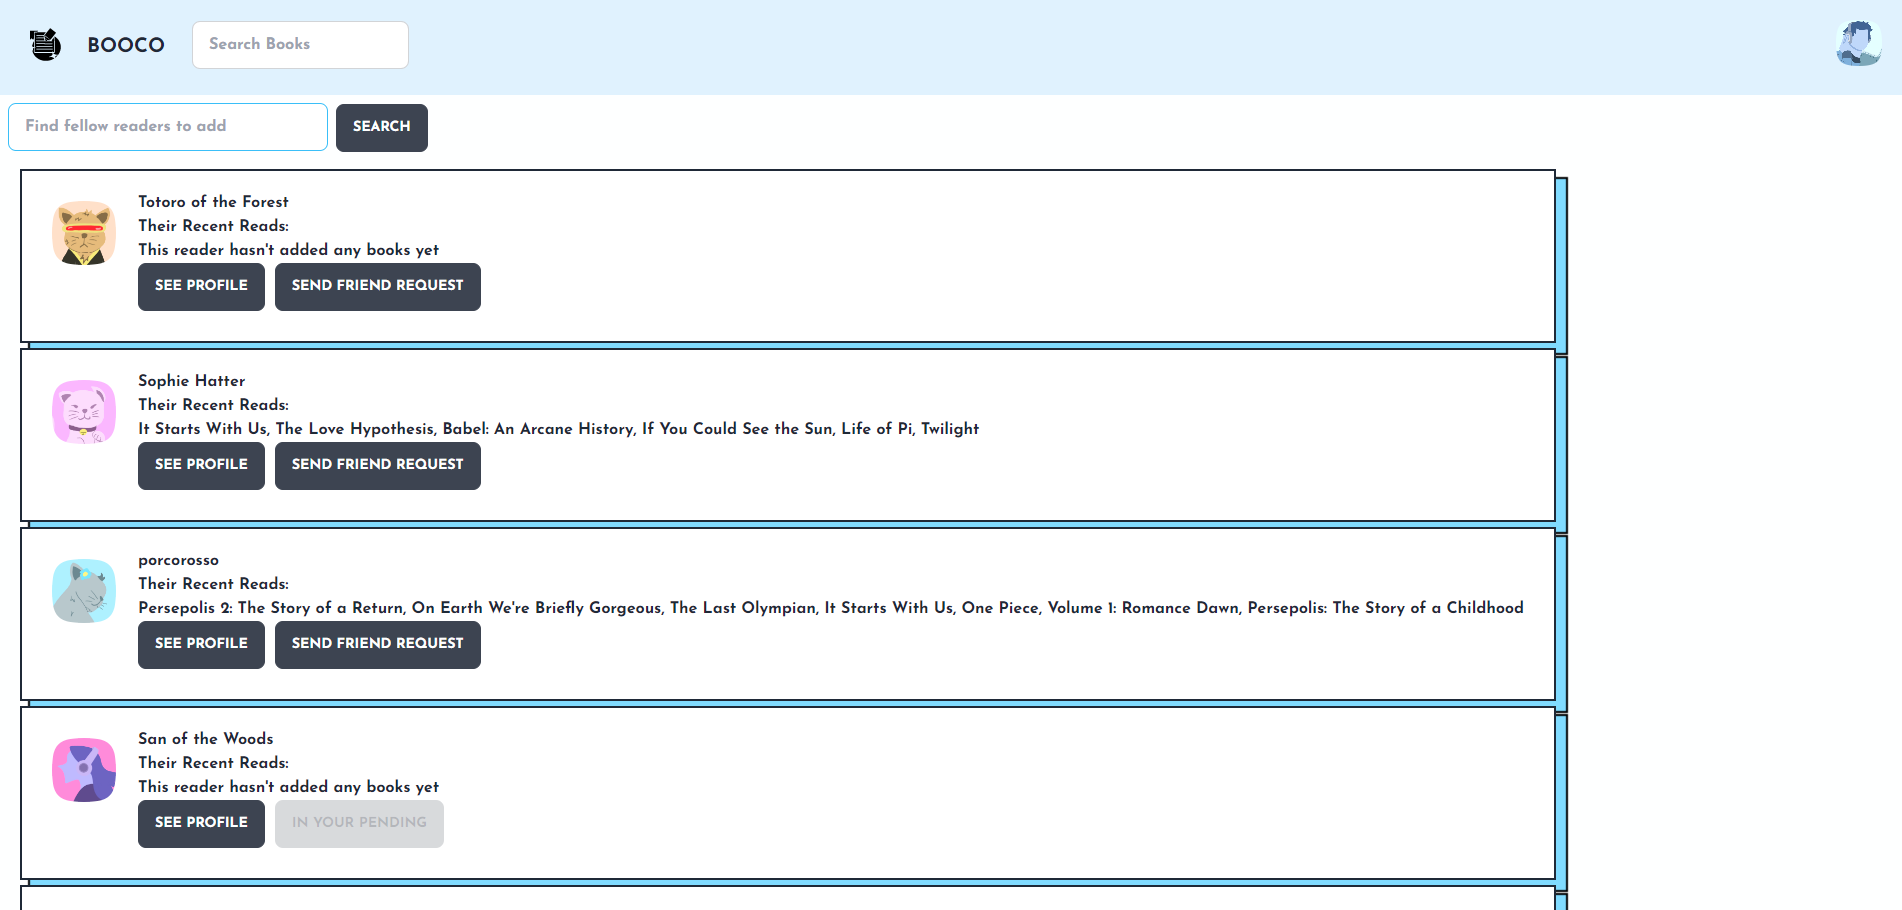 BOOCO
Search Books
Find fellow readers to add
SEARCH
Totoro of the Forest
Their Recent Reads:
This reader hasn't added any books yet
SEE PROFILE
SEND FRIEND REQUEST
Sophie Hatter
Their Recent Reads:
It Starts With Us, The Love Hypothesis, Babel: An Arcane History, If You Could See the Sun, Life of Pi, Twilight
SEE PROFILE
SEND FRIEND REQUEST
porcorosso
Their Recent Reads:
Persepolis 2: The Story of a Return, On Earth We're Briefly Gorgeous, The Last Olympian, It Starts With Us, One Piece, Volume 1: Romance Dawn, Persepolis: The Story of a Childhood
SEE PROFILE
SEND FRIEND REQUEST
San of the Woods
Their Recent Reads:
This reader hasn't added any books yet
SEE PROFILE
IN YOUR PENDING